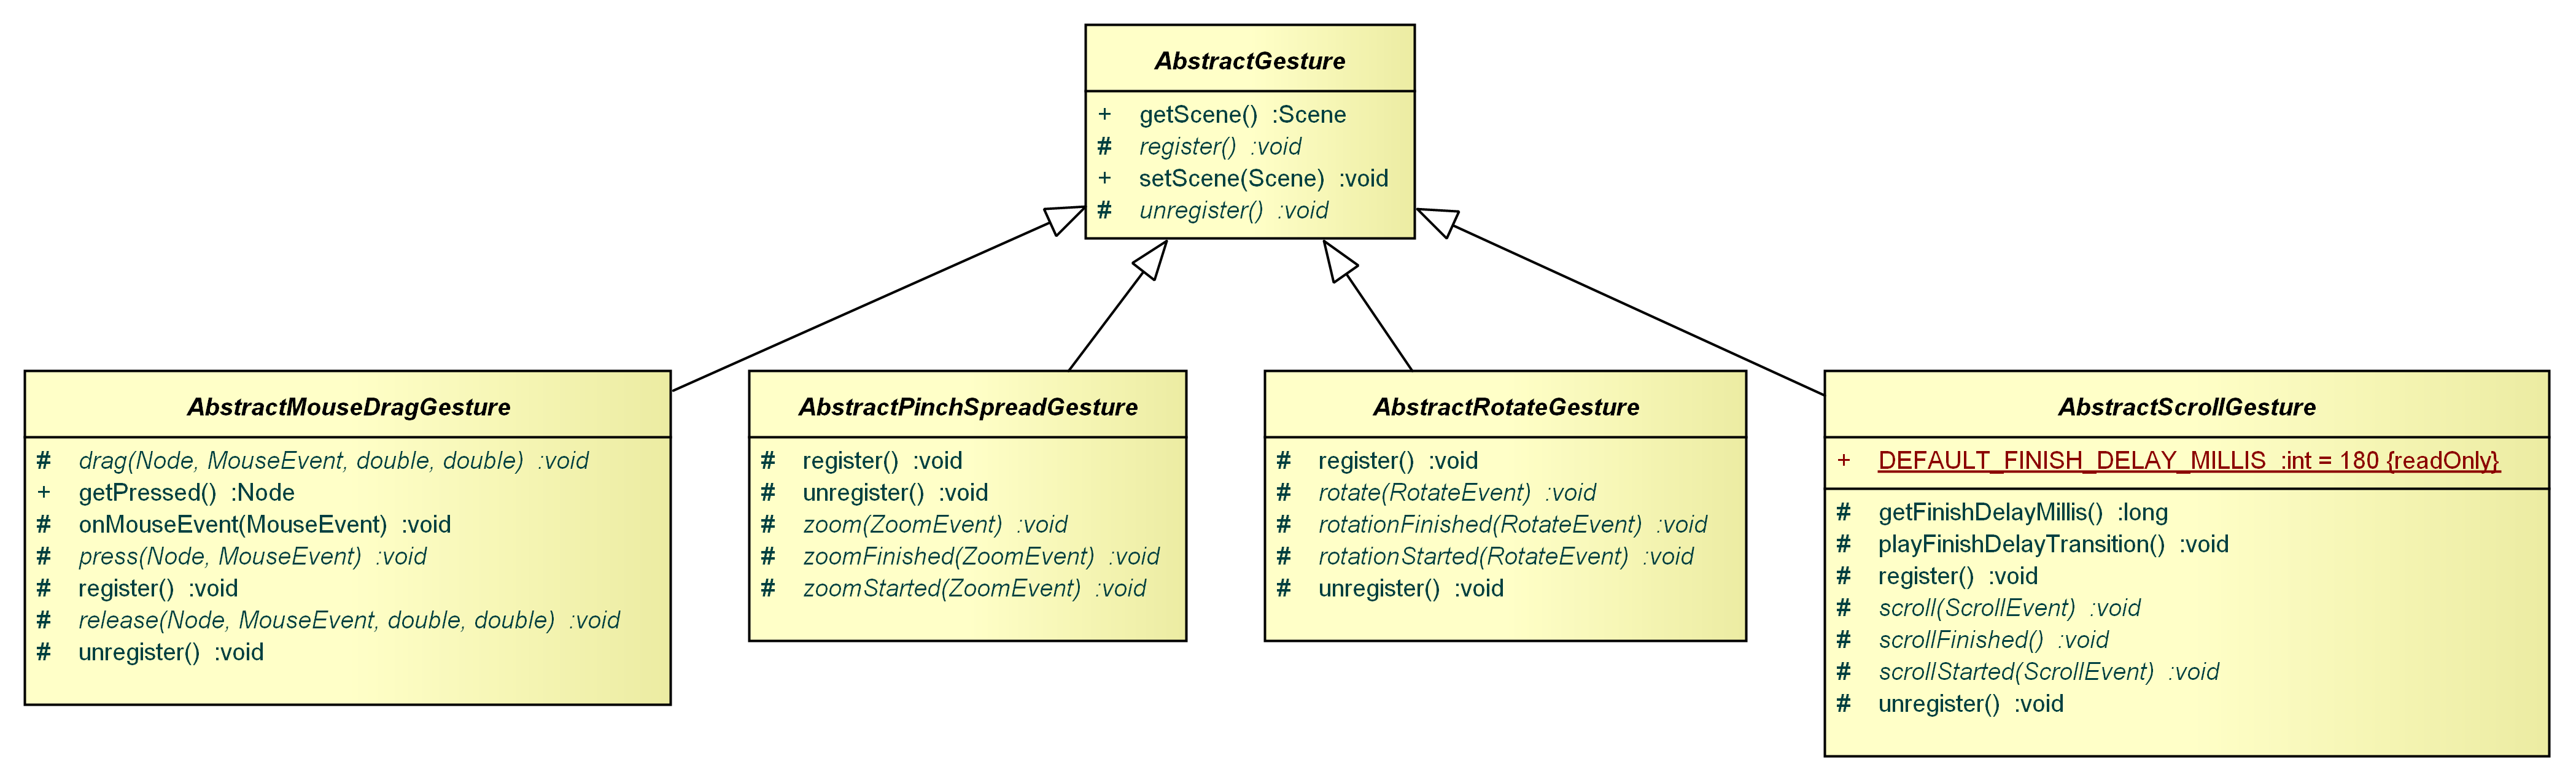 AbstractGesture
+ getScene() :Scene
# register() :void
+ setScene(Scene) :void
# unregister() :void
AbstractMouseDragGesture
# drag(Node, MouseEvent, double, double) :void
+ getPressed() :Node
# onMouseEvent(MouseEvent) :void
# press(Node, MouseEvent) :void
# register() :void
# release(Node, MouseEvent, double, double) :void
# unregister() :void
AbstractPinchSpreadGesture
# register() :void
# unregister() :void
# zoom(ZoomEvent) :void
# zoomFinished(ZoomEvent) :void
# zoomStarted(ZoomEvent) :void
AbstractRotateGesture
# register() :void
# rotate(RotateEvent) :void
# rotationFinished(RotateEvent) :void
# rotationStarted(RotateEvent) :void
# unregister() :void
AbstractScrollGesture
+ DEFAULT_FINISH_DELAY_MILLIS :int = 180 {readOnly}
# getFinishDelayMillis() :long
# playFinishDelayTransition() :void
# register() :void
# scroll(ScrollEvent) :void
# scrollFinished() :void
# scrollStarted(ScrollEvent) :void
# unregister() :void